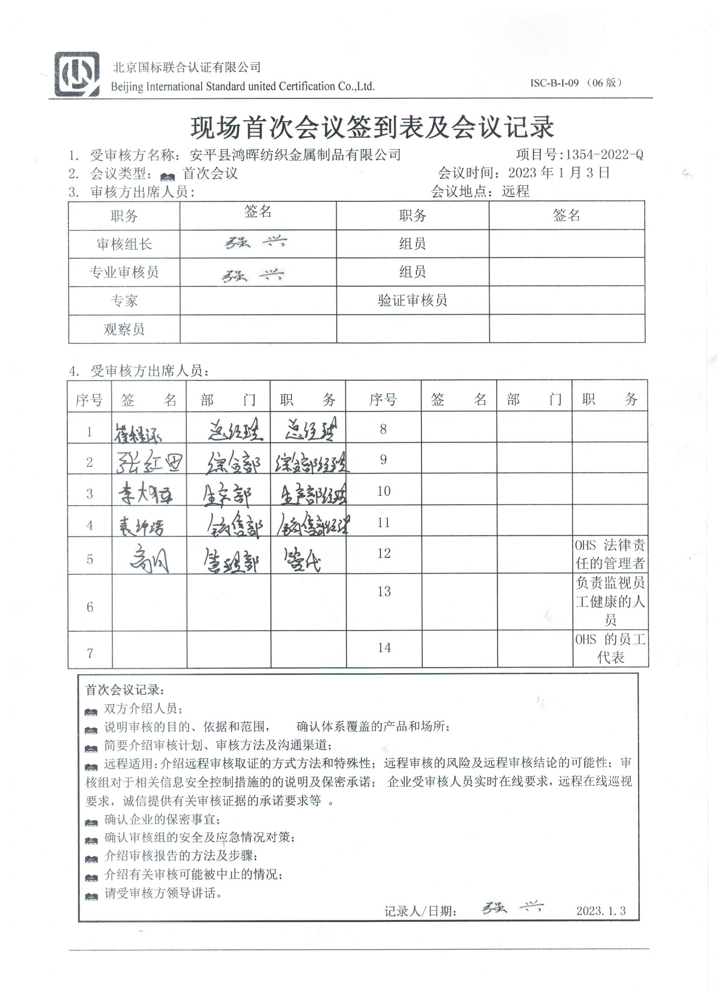 北京国标联合认证有限公司
Beijing International Standard united Certification Co.,Ltd.
ISC-B-I-09 （06 版）
现场首次会议签到表及会议记录
1. 受审核方名称：安平县鸿晖纺织金属制品有限公司 项目号:1354-2022-Q
2. 会议类型： 首次会议 会议时间：2023 年 1 月 3 日
3. 审核方出席人员： 会议地点：远程
职务 签名 职务 签名
审核组长 强兴 组员
专业审核员 强兴 组员
专家 验证审核员
观察员
4. 受审核方出席人员：
序号 签 名 部 门 职 务 序号 签 名 部 门 职 务
1 总经理 总经理 8
2 张红田 综合部 综合部经理 9
3 李大 生产部 生产部经理 10
4 袁 销售部 销售部经理 11
5 高月 管理部 管代 12 OHS 法律责
任的管理者
6 13 负责监视员
工健康的人
员
7 14 OHS 的员工
代表
首次会议记录：
双方介绍人员；
说明审核的目的、依据和范围， 确认体系覆盖的产品和场所；
简要介绍审核计划、审核方法及沟通渠道；
远程适用：介绍远程审核取证的方式方法和特殊性；远程审核的风险及远程审核结论的可能性；审
核组对于相关信息安全控制措施的的说明及保密承诺； 企业受审核人员实时在线要求，远程在线巡视
要求，诚信提供有关审核证据的承诺要求等 。
确认企业的保密事宜；
确认审核组的安全及应急情况对策；
介绍审核报告的方法及步骤；
介绍有关审核可能被中止的情况；
请受审核方领导讲话。
记录人/日期： 强兴 2023.1.3